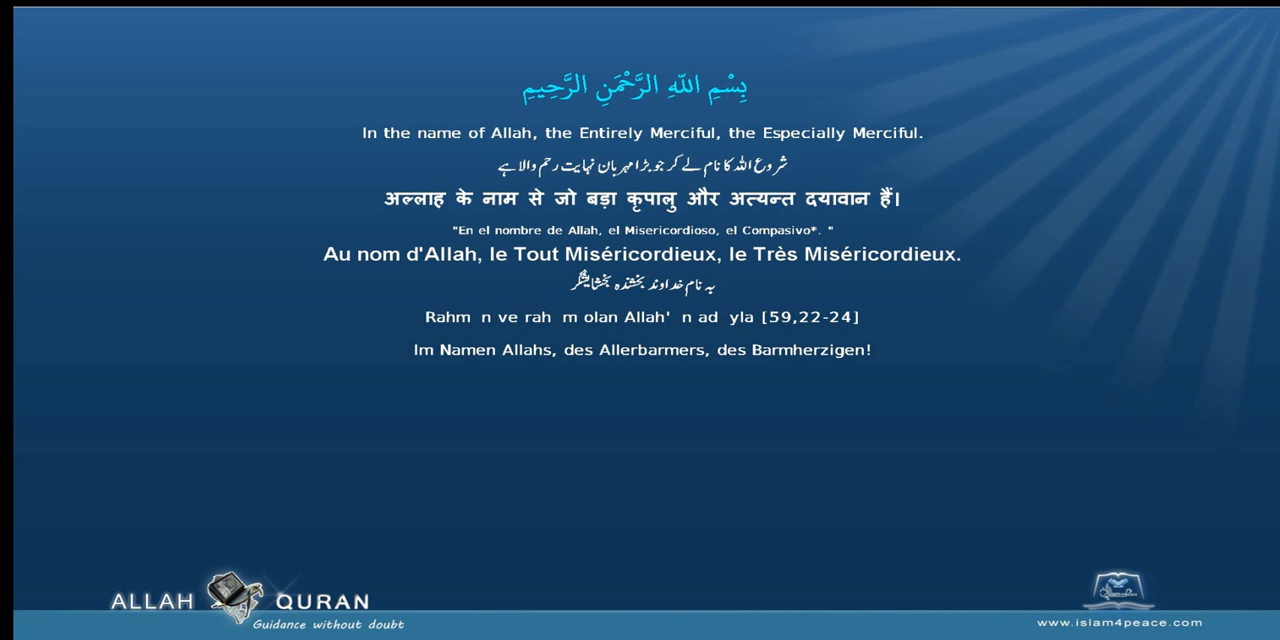 بِسْمِ اللَّهِ الرَّحْمَنِ الرَّحِيمِ
In the name of Allah, the Entirely Merciful, the Especially Merciful.
شروع الله کا نام لے کر جو بڑا مہربان نہایت رحم والا ہے
अल्लाह के नाम से जो बड़ा कृपालु और अत्यन्त दयावान हैं।
"En el nombre de Allah, el Misericordioso, el Compasivo*. "
Au nom d'Allah, le Tout Miséricordieux, le Très Miséricordieux.
به نام خداوند بخشنده بخشایشگر
Rahm n ve rah m olan Allah' n ad yla [59,22-24]
Im Namen Allahs, des Allerbarmers, des Barmherzigen!
ALLAH QURAN
Guidance without doubt
www.islam4peace.com